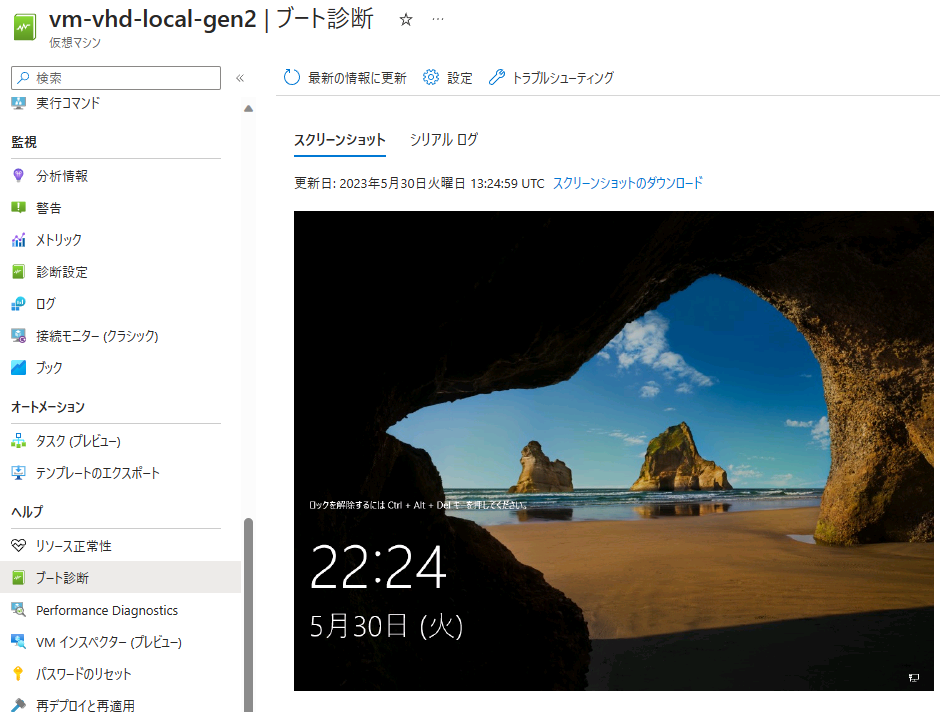 vm-vhd-local-gen2 | ブート診断
仮想マシン
検索
実行コマンド
監視
分析情報
警告
メトリック
診断設定
ログ
接続モニター (クラシック)
ブック
オートメーション
タスク (プレビュー)
テンプレートのエクスポート
ヘルプ
リソース正常性
ブート診断
Performance Diagnostics
VM インスペクター (プレビュー)
パスワードのリセット
再デプロイと再適用
最新の情報に更新 設定 トラブルシューティング
スクリーンショット シリアル ログ
更新日: 2023年5月30日火曜日 13:24:59 UTC スクリーンショットのダウンロード
ロックを解除するには Ctrl + Alt + Del キーを押してください。
22:24
5月30日 (火)